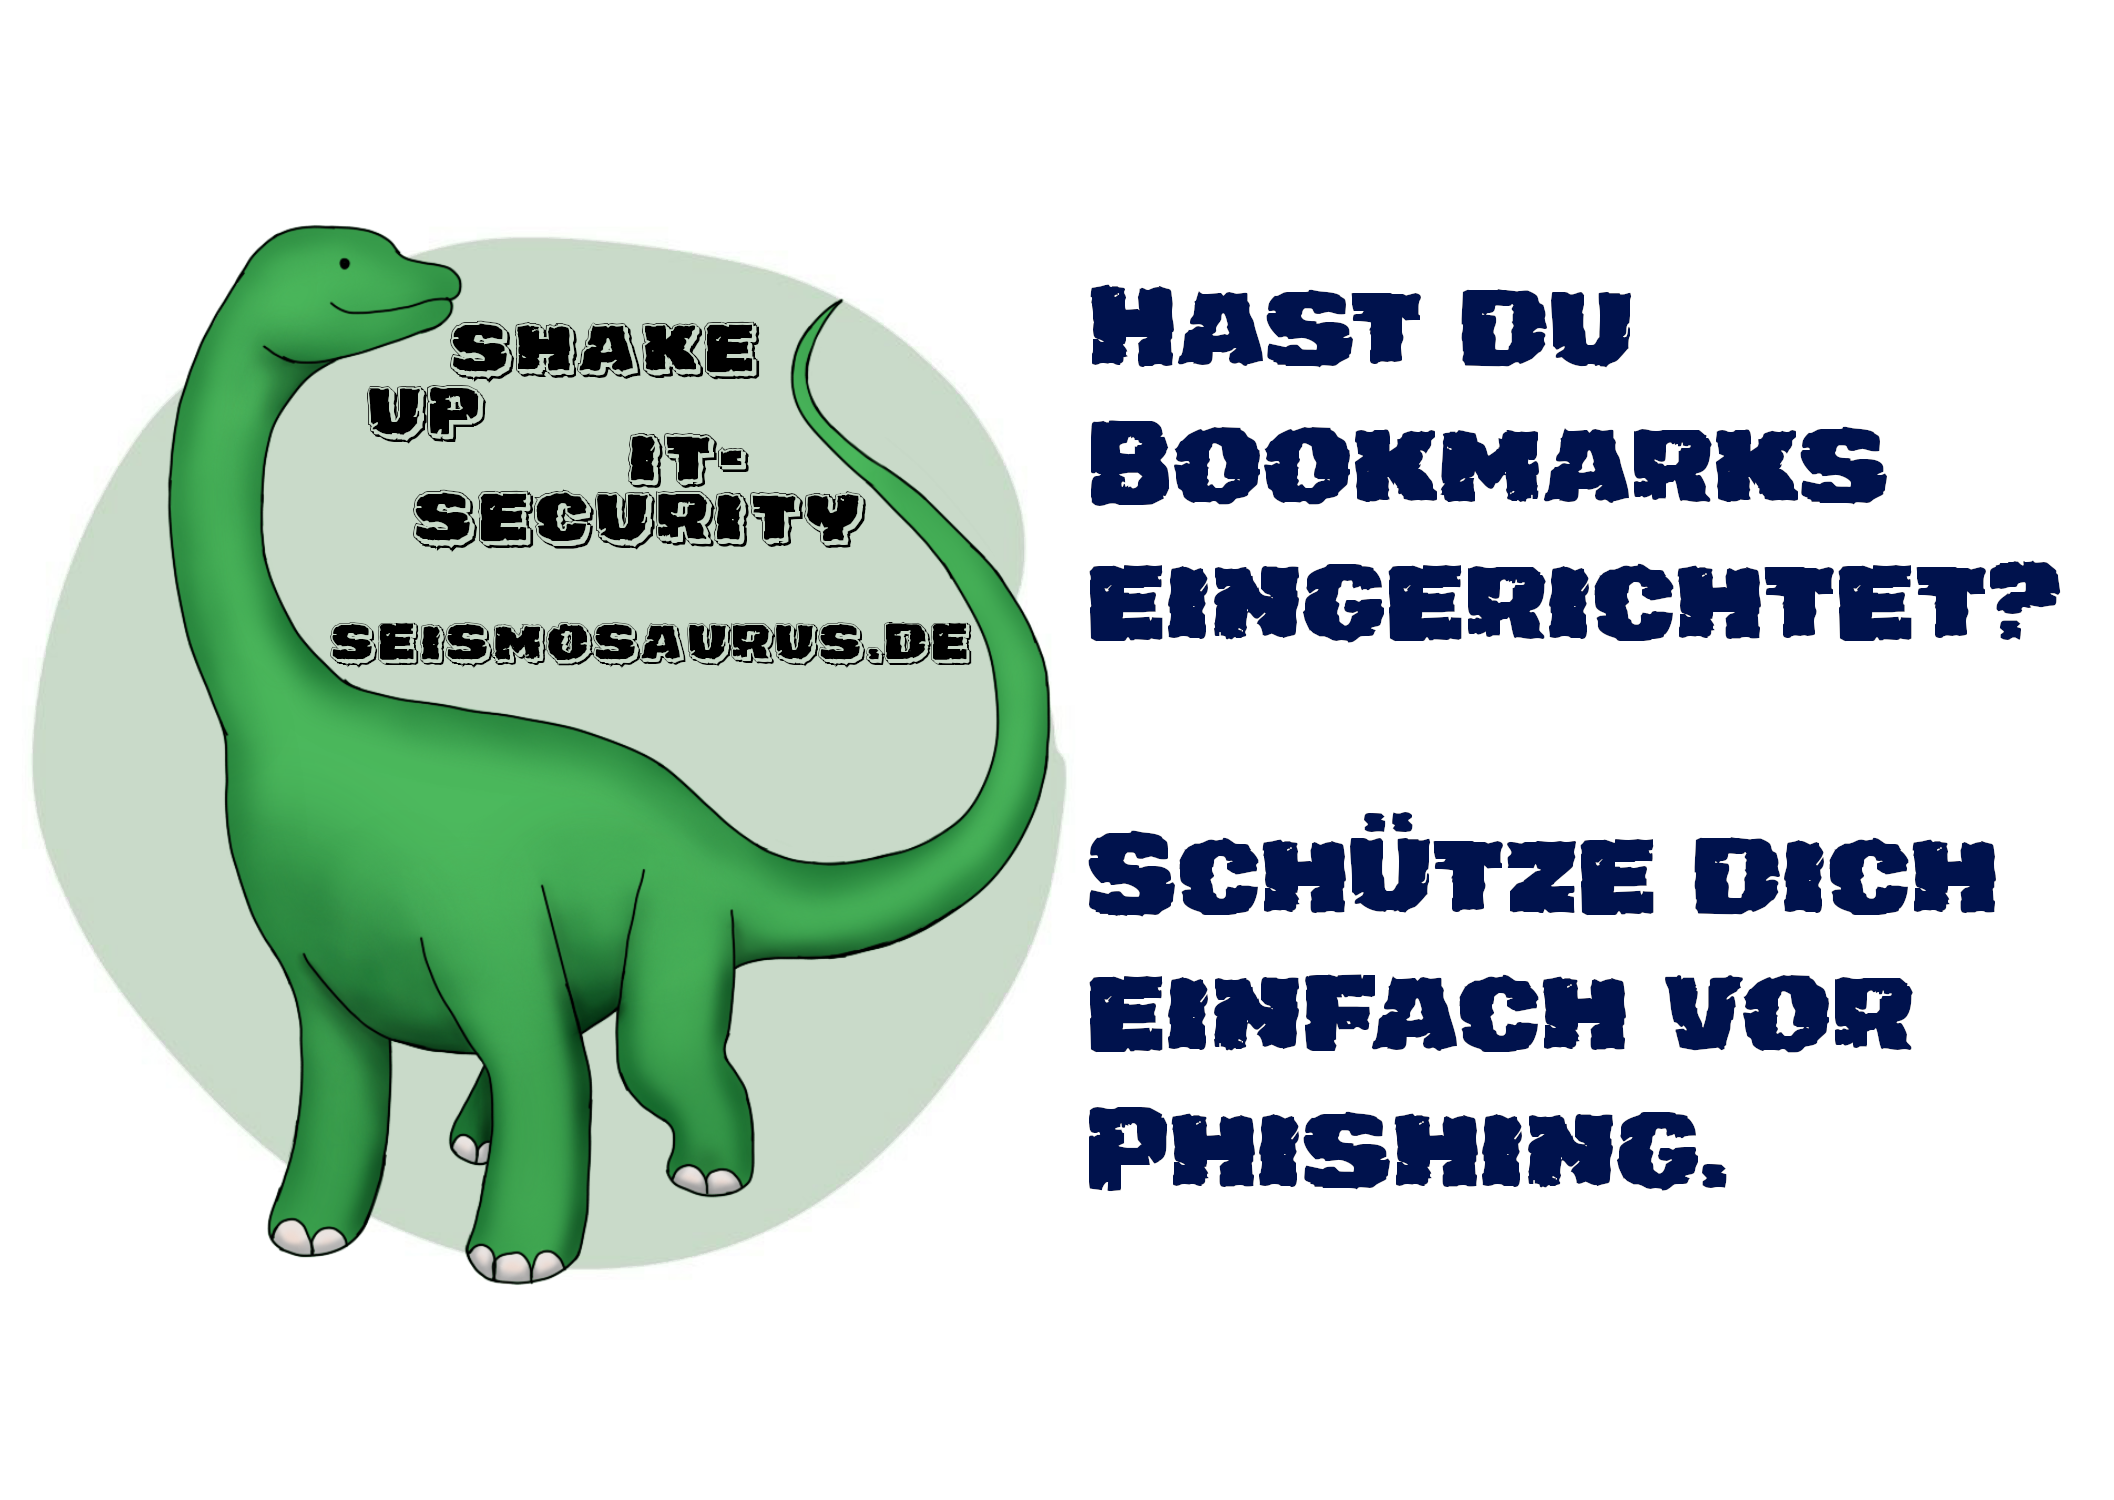 SHAKE
UP
IT-
SECURITY
SEISMOSAURUS.DE
HAST DU
BOOKMARKS
EINGERICHTET?
SCHÜTZE DICH
EINFACH VOR
PHISHING.